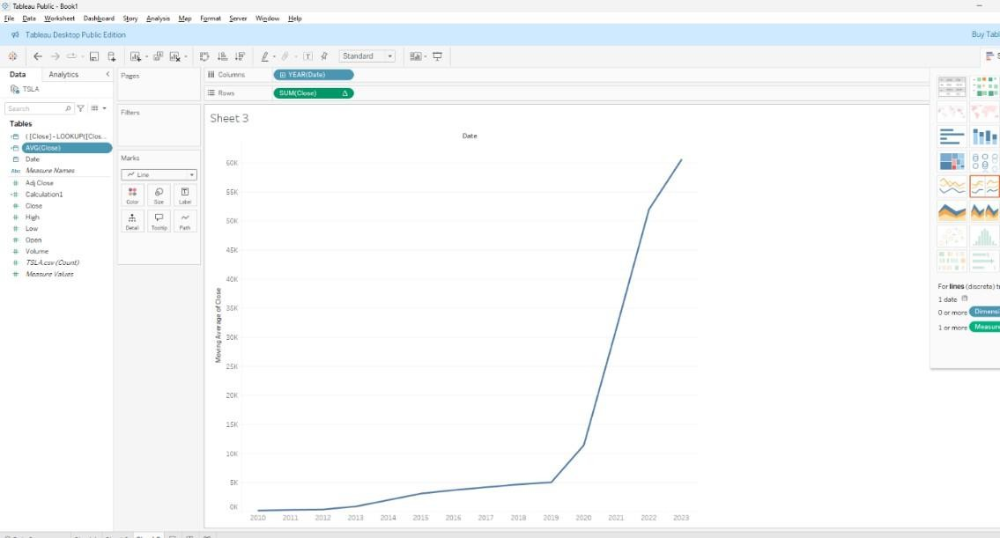 Tableau Public - Book1
File Data Worksheet Dashboard Story Analysis Map Format Server Window Help
Tableau Desktop Public Edition Buy Tabl
Standard
Data Analytics
TSLA
Search
Tables
( [Close] - LOOKUP([Clos...
AVG(Close)
Date
Abc Measure Names
Adj Close
Calculation1
Close
High
Low
Open
Volume
TSLA.csv (Count)
Measure Values
Pages
Filters
Marks
Line
Color Size Label
Detail Tooltip Path
Columns YEAR(Date)
Rows SUM(Close)
Sheet 3
Date
Moving Average of Close
60K
55K
50K
45K
40K
35K
30K
25K
20K
15K
10K
5K
0K
2010 2011 2012 2013 2014 2015 2016 2017 2018 2019 2020 2021 2022 2023
For lines (discrete) t
1 date
0 or more Dimensi
1 or more Measure